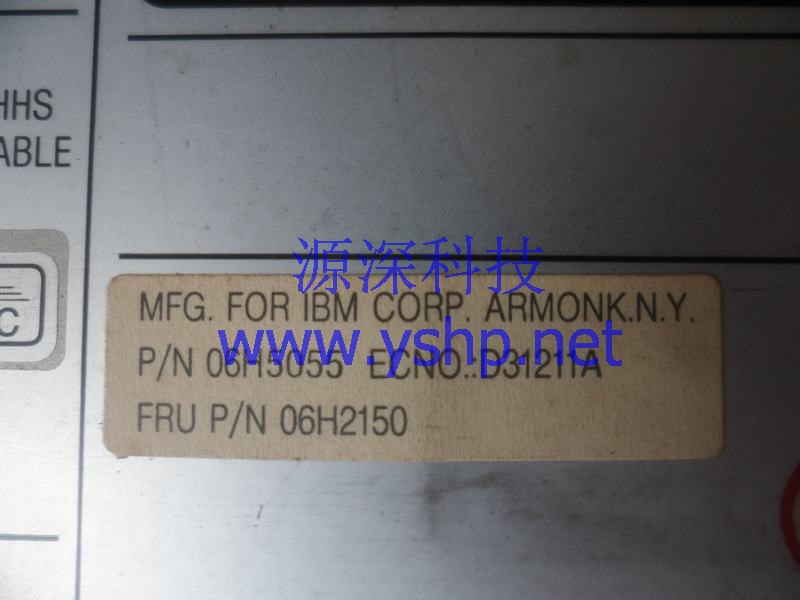 HHS
ABLE
源深科技
MFG. FOR IBM CORP. ARMONK.N.Y.
www.yshp.net
P/N 06H5055 ECNO.:D31211A
C
FRU P/N 06H2150